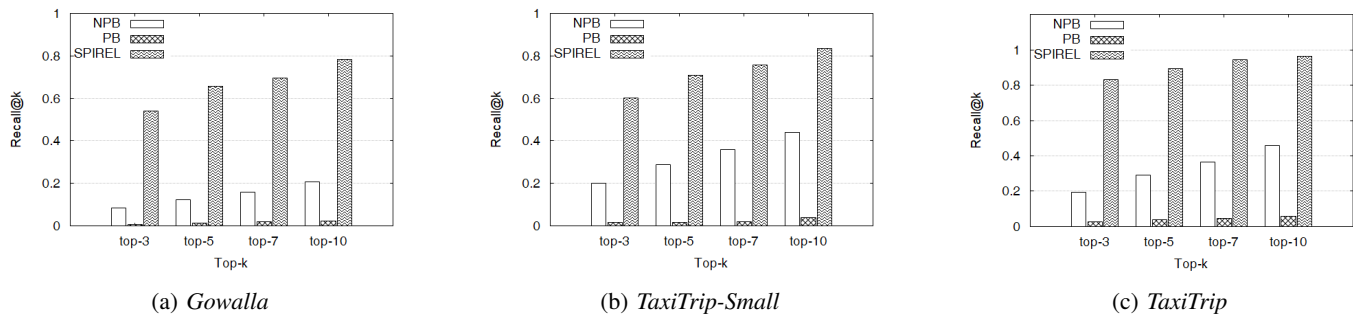 1
0.8
0.6
0.4
0.2
0
Recall@k
NPB
PB
SPIREL
top-3 top-5 top-7 top-10
Top-k
(a) Gowalla
1
0.8
0.6
0.4
0.2
0
Recall@k
NPB
PB
SPIREL
top-3 top-5 top-7 top-10
Top-k
(b) TaxiTrip-Small
1
0.8
0.6
0.4
0.2
0
Recall@k
NPB
PB
SPIREL
top-3 top-5 top-7 top-10
Top-k
(c) TaxiTrip